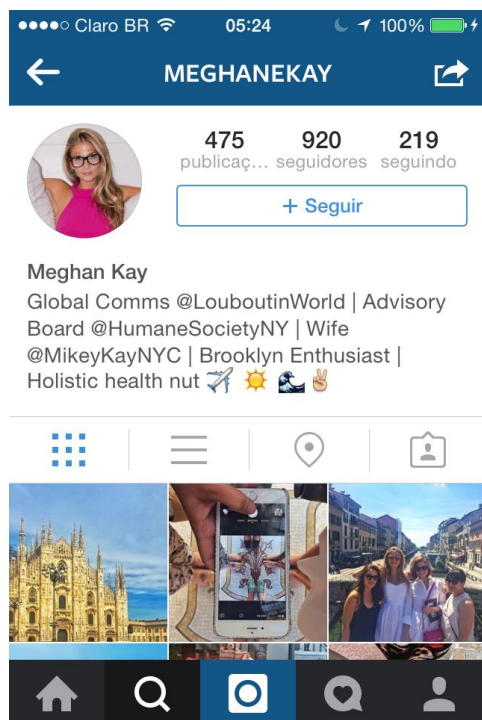 Claro BR 05:24 100%
MEGHANEKAY
475 920 219
publicaç... seguidores seguindo
+ Seguir
Meghan Kay
Global Comms @LouboutinWorld | Advisory
Board @HumaneSocietyNY | Wife
@MikeyKayNYC | Brooklyn Enthusiast |
Holistic health nut ✈️ ☀️ 🌊 ✌️